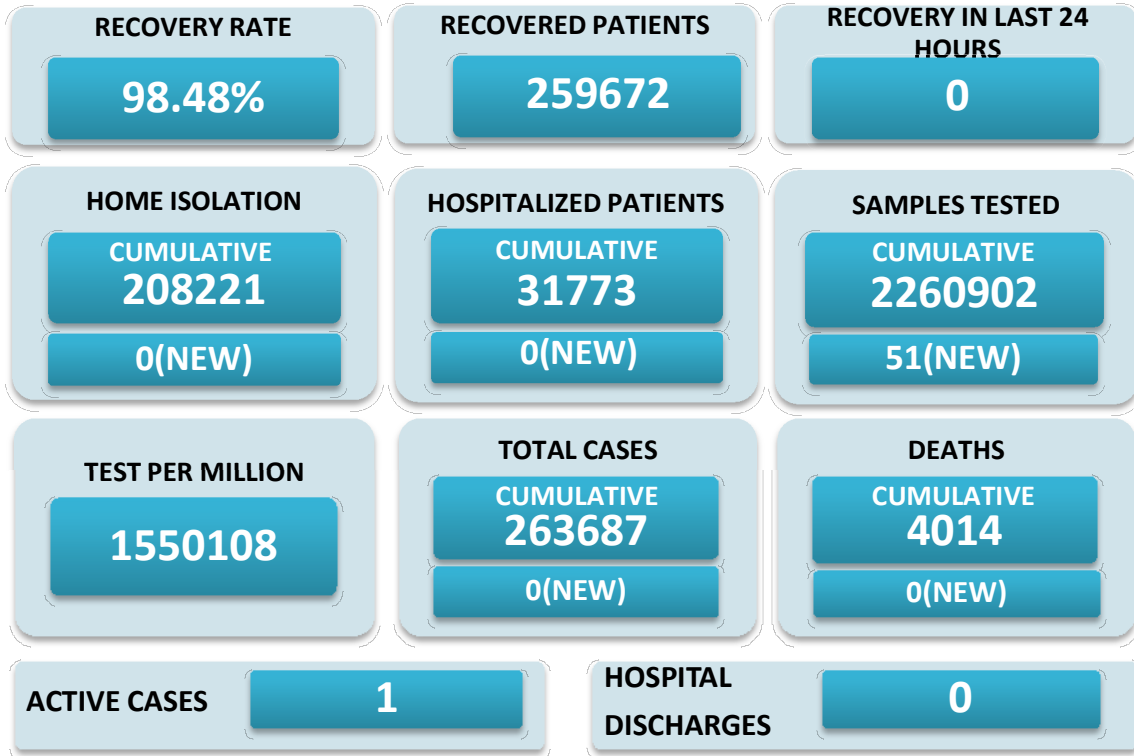 RECOVERY RATE
98.48%
RECOVERED PATIENTS
259672
RECOVERY IN LAST 24
HOURS
0
HOME ISOLATION
CUMULATIVE
208221
0(NEW)
HOSPITALIZED PATIENTS
CUMULATIVE
31773
0(NEW)
SAMPLES TESTED
CUMULATIVE
2260902
51(NEW)
TEST PER MILLION
1550108
TOTAL CASES
CUMULATIVE
263687
0(NEW)
DEATHS
CUMULATIVE
4014
0(NEW)
ACTIVE CASES
1
HOSPITAL
DISCHARGES
0